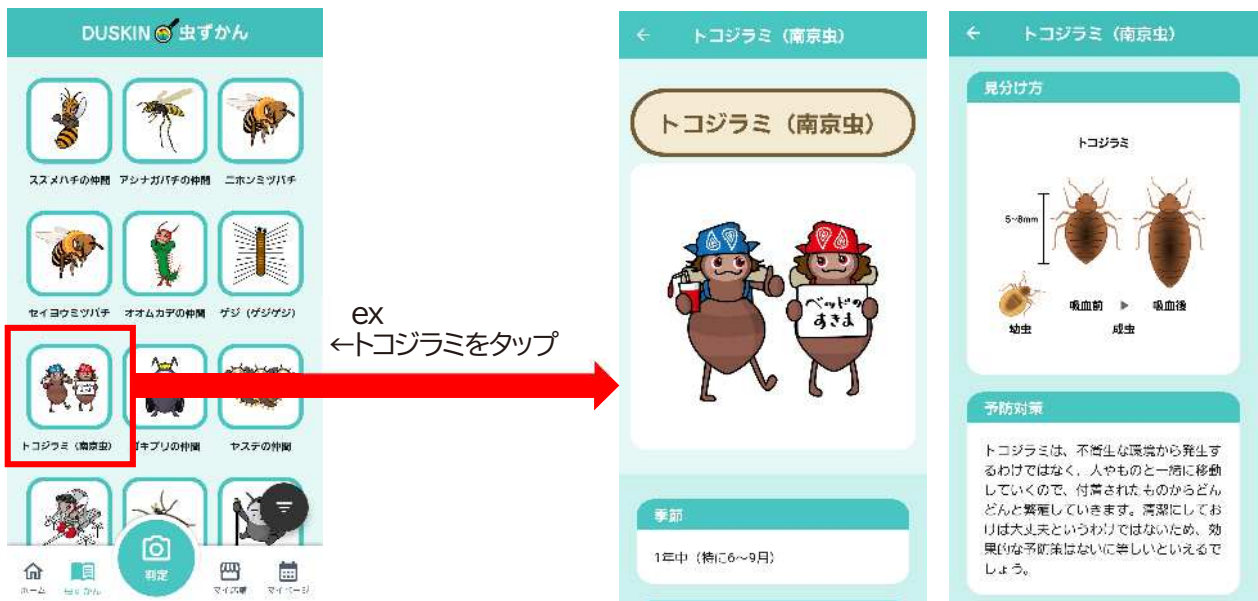 DUSKIN 虫ずかん
スズメバチの仲間 アシナガバチの仲間 ニホンミツバチ
セイヨウミツバチ オオムカデの仲間 ゲジ（ゲジゲジ）
トコジラミ（南京虫） ゴキブリの仲間 ヤスデの仲間
判定
ホーム 虫ずかん マイ店舗 マイページ
ex
←トコジラミをタップ
← トコジラミ（南京虫）
トコジラミ（南京虫）
ベッドの
すきま
季節
1年中（特に6〜9月）
← トコジラミ（南京虫）
見分け方
トコジラミ
5~8mm
吸血前 ▶ 吸血後
幼虫 成虫
予防対策
トコジラミは、不衛生な環境から発生す
るわけではなく、人やものと一緒に移動
していくので、付着されたものからどん
どんと繁殖していきます。清潔にしてお
けば大丈夫というわけではないため、効
果的な予防策はないに等しいといえるで
しょう。